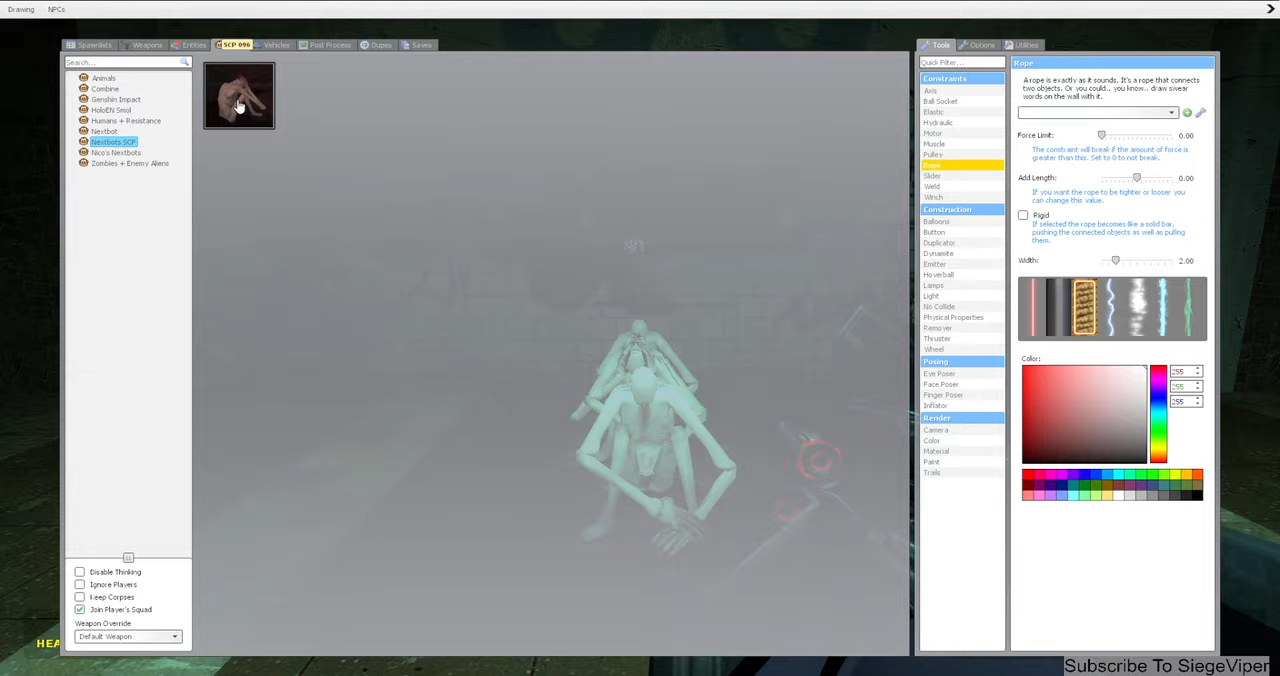 Drawing NPCs
Spawnlists Weapons Entities SCP 096 Vehicles Post Process Dupes Saves
Search...
Animals
Combine
Genshin Impact
HoloEN Smol
Humans + Resistance
Nextbot
Nextbots SCP
Nico's Nextbots
Zombies + Enemy Aliens
Disable Thinking
Ignore Players
Keep Corpses
Join Player's Squad
Weapon Override
Default Weapon
HEA
Tools Options Utilities
Quick Filter...
Constraints
Axis
Ball Socket
Elastic
Hydraulic
Motor
Muscle
Pulley
Rope
Slider
Weld
Winch
Construction
Balloons
Button
Duplicator
Dynamite
Emitter
Hoverball
Lamps
Light
No Collide
Physical Properties
Remover
Thruster
Wheel
Posing
Eye Poser
Face Poser
Finger Poser
Inflator
Render
Camera
Color
Material
Paint
Trails
Rope
A rope is exactly as it sounds. It's a rope that connects
two objects. Or you could.. you know.. draw swear
words on the wall with it.
Force Limit: 0.00
The constraint will break if the amount of force is
greater than this. Set to 0 to not break.
Add Length: 0.00
If you want the rope to be tighter or looser you
can change this value.
Rigid
If selected the rope becomes like a solid bar,
pushing the connected objects as well as pulling
them.
Width: 2.00
Color:
255
255
255
Subscribe To SiegeViper